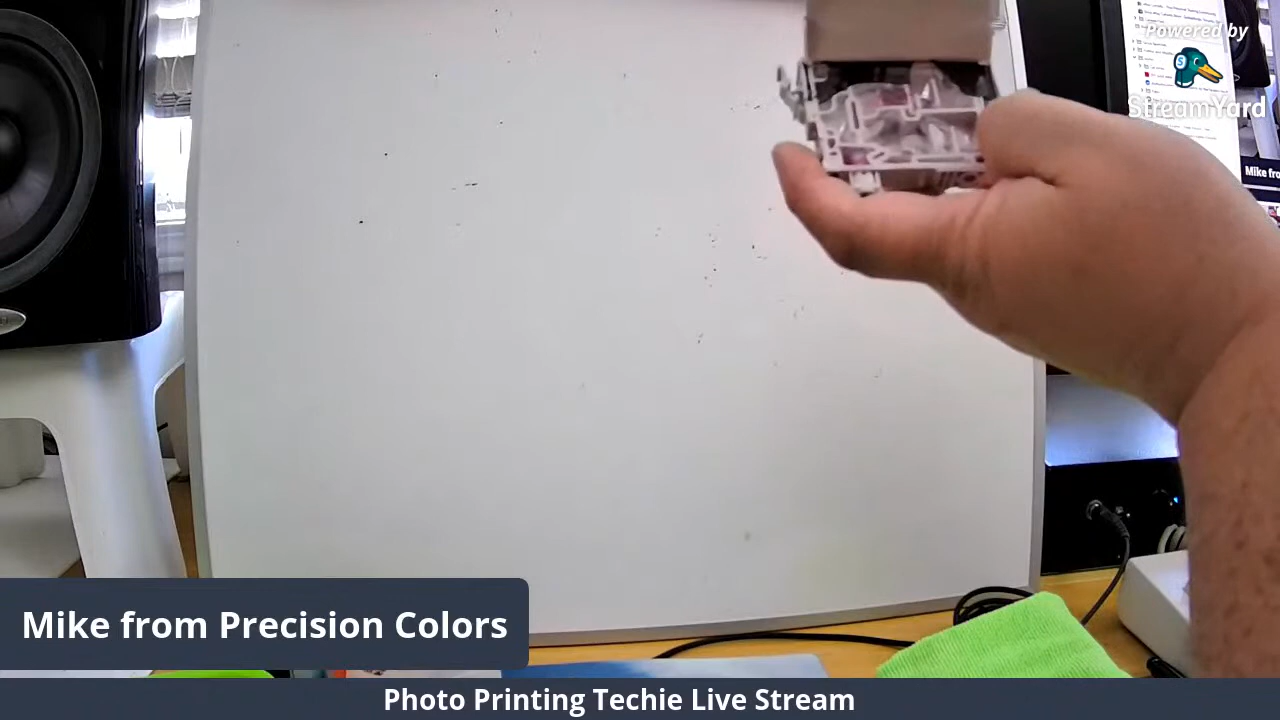 Powered by
StreamYard
Mike fro
Mike from Precision Colors
Photo Printing Techie Live Stream